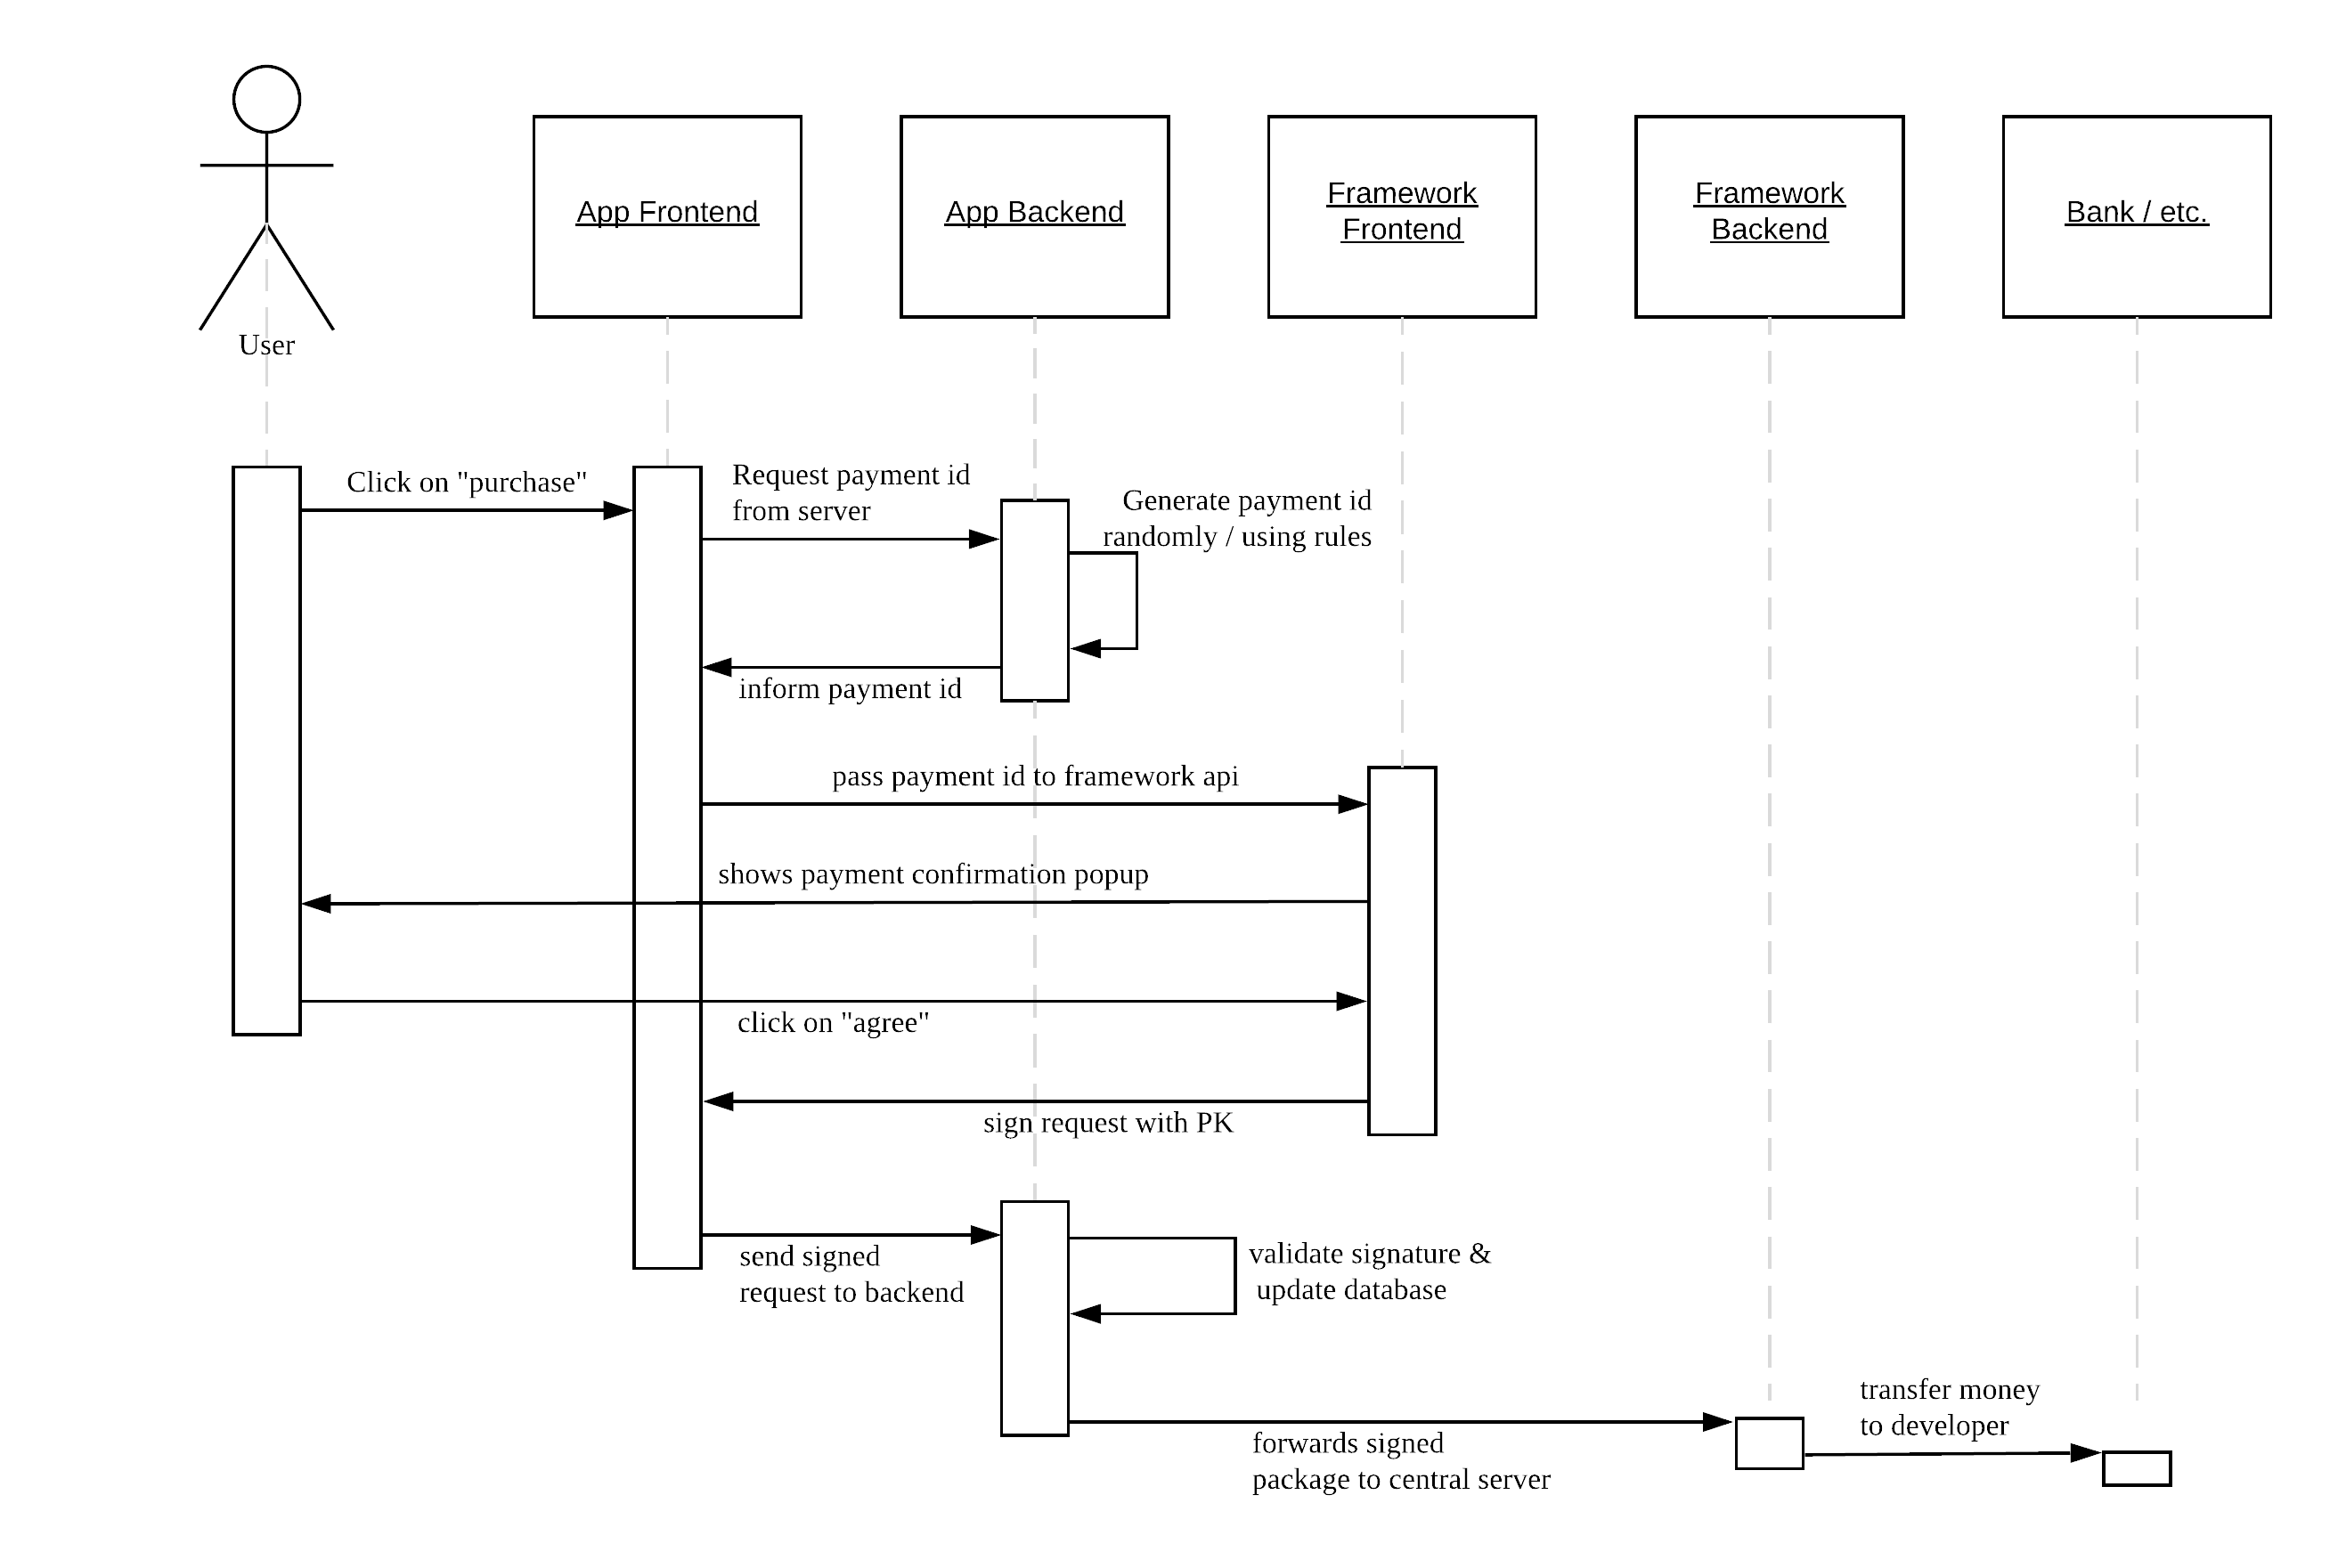 App Frontend
App Backend
Framework
Frontend
Framework
Backend
Bank / etc.
User
Click on "purchase"
Request payment id
from server
Generate payment id
randomly / using rules
inform payment id
pass payment id to framework api
shows payment confirmation popup
click on "agree"
sign request with PK
send signed
request to backend
validate signature &
update database
transfer money
to developer
forwards signed
package to central server